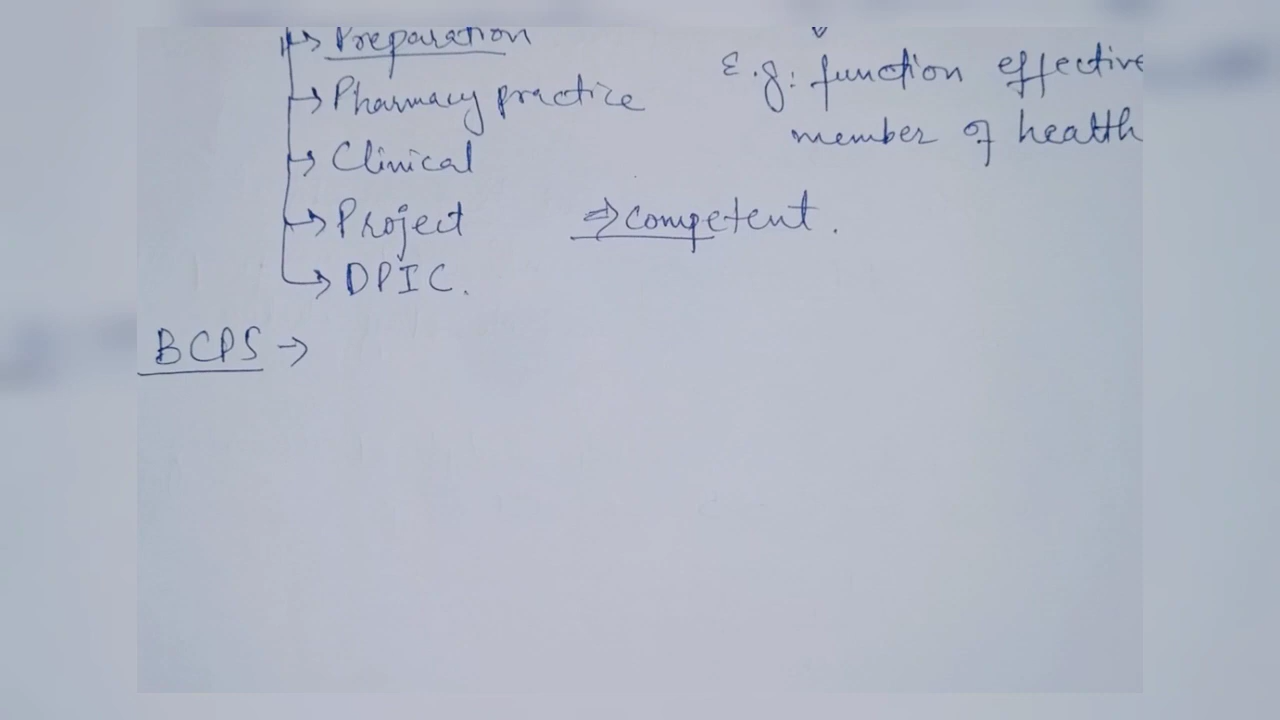 → Preparation
→ Pharmacy practice
→ Clinical
→ Project
→ DPIC.
E.g: function effective
member of health
⇒ competent.
BCPS →